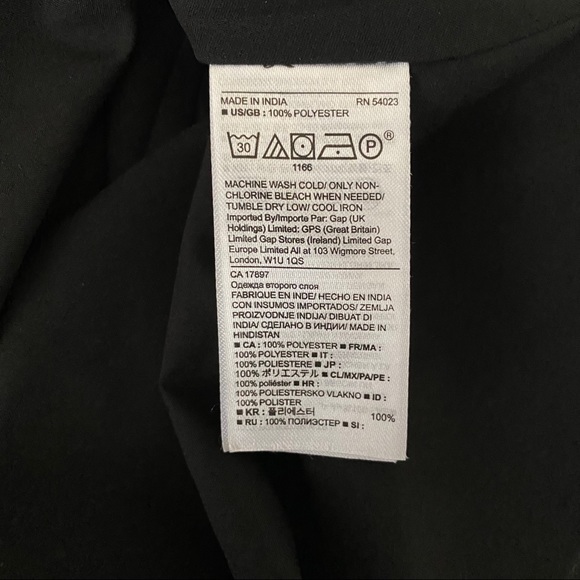 MADE IN INDIA RN 54023
■ US/GB : 100% POLYESTER
30 P ®
1166
MACHINE WASH COLD/ ONLY NON-
CHLORINE BLEACH WHEN NEEDED/
TUMBLE DRY LOW/ COOL IRON
Imported By/Importe Par: Gap (UK
Holdings) Limited: GPS (Great Britain)
Limited Gap Stores (Ireland) Limited Gap
Europe Limited All at 103 Wigmore Street,
London, W1U 1QS
CA 17897
Одежда второго слоя
FABRIQUE EN INDE/ HECHO EN INDIA
CON INSUMOS IMPORTADOS/ ZEMLJA
PROIZVODNJE INDIJA/ DIBUAT DI
INDIA/ СДЕЛАНО В ИНДИИ/ MADE IN
HINDISTAN
■ CA : 100% POLYESTER ■ FR/MA :
100% POLYESTER ■ IT :
100% POLIESTERE ■ JP :
100% ポリエステル ■ CL/MX/PA/PE :
100% poliéster ■ HR :
100% POLIESTERSKO VLAKNO ■ ID :
100% POLISTER
■ KR : 폴리에스터 100%
■ RU : 100% ПОЛИЭСТЕР ■ SI :